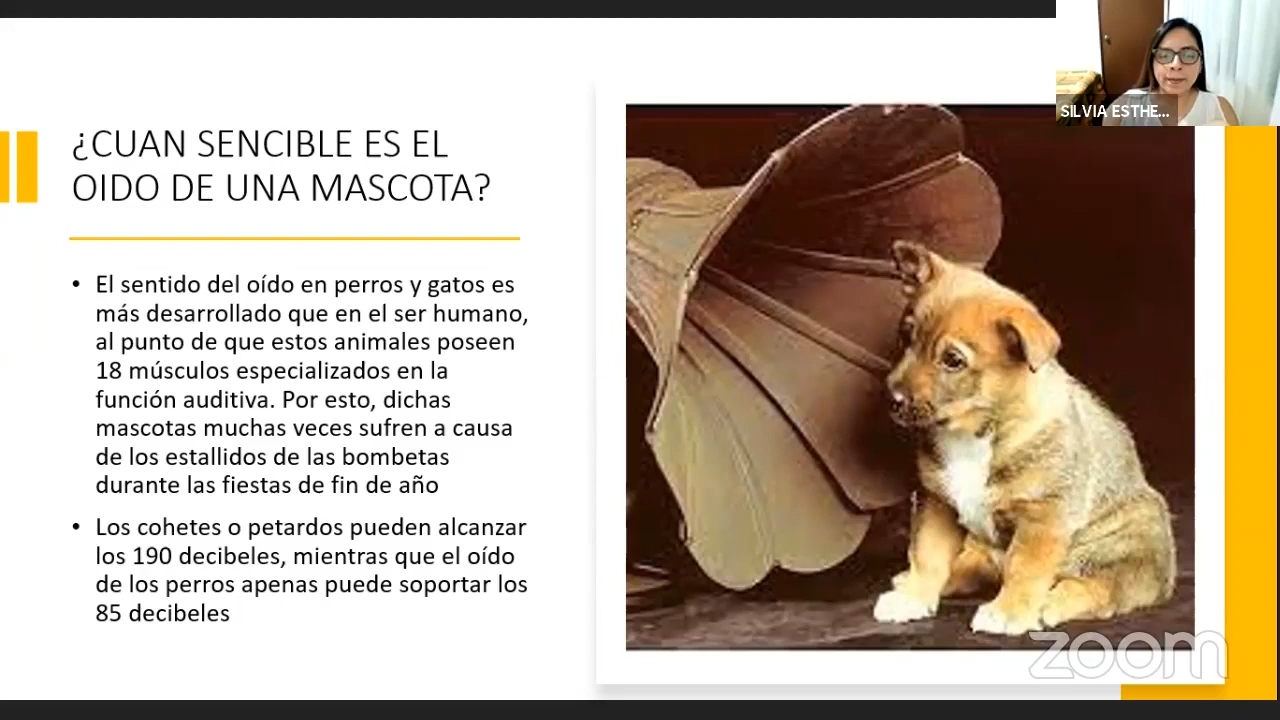 SILVIA ESTHE...
¿CUAN SENCIBLE ES EL
OIDO DE UNA MASCOTA?
• El sentido del oído en perros y gatos es
más desarrollado que en el ser humano,
al punto de que estos animales poseen
18 músculos especializados en la
función auditiva. Por esto, dichas
mascotas muchas veces sufren a causa
de los estallidos de las bombetas
durante las fiestas de fin de año
• Los cohetes o petardos pueden alcanzar
los 190 decibeles, mientras que el oído
de los perros apenas puede soportar los
85 decibeles
zoom